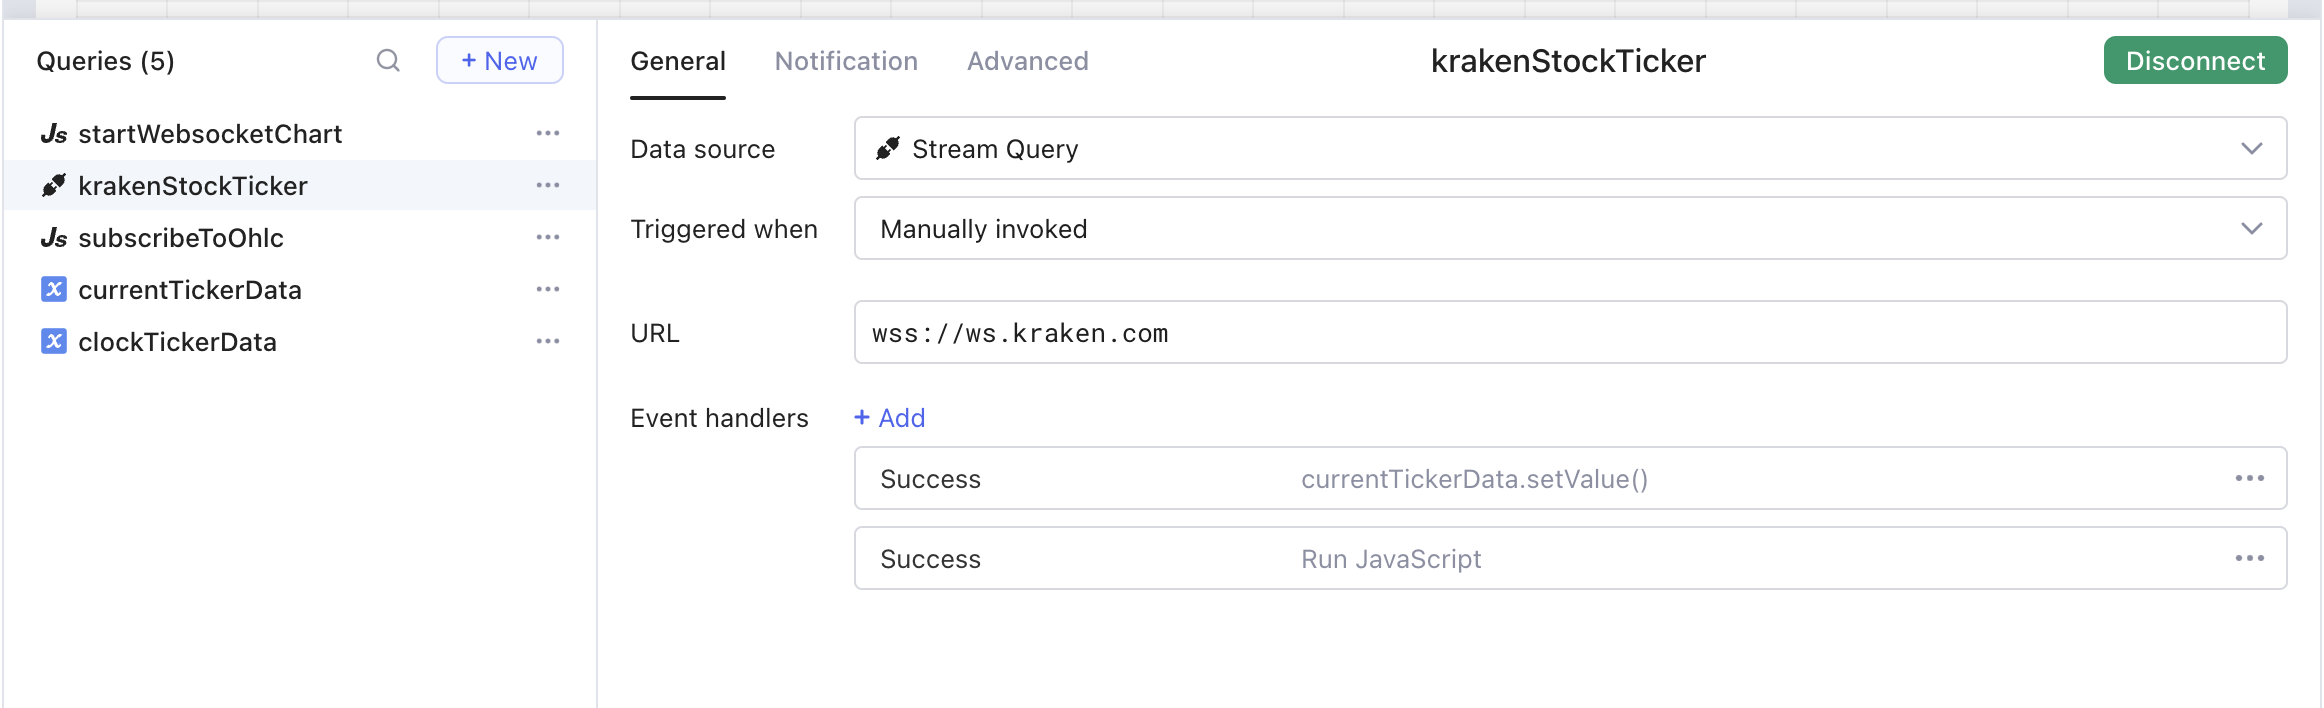 Queries (5)
+ New
JS startWebsocketChart
krakenStockTicker
JS subscribeToOhlc
x currentTickerData
x clockTickerData
General Notification Advanced
krakenStockTicker
Disconnect
Data source
Stream Query
Triggered when
Manually invoked
URL
wss://ws.kraken.com
Event handlers
+ Add
Success currentTickerData.setValue()
Success Run JavaScript